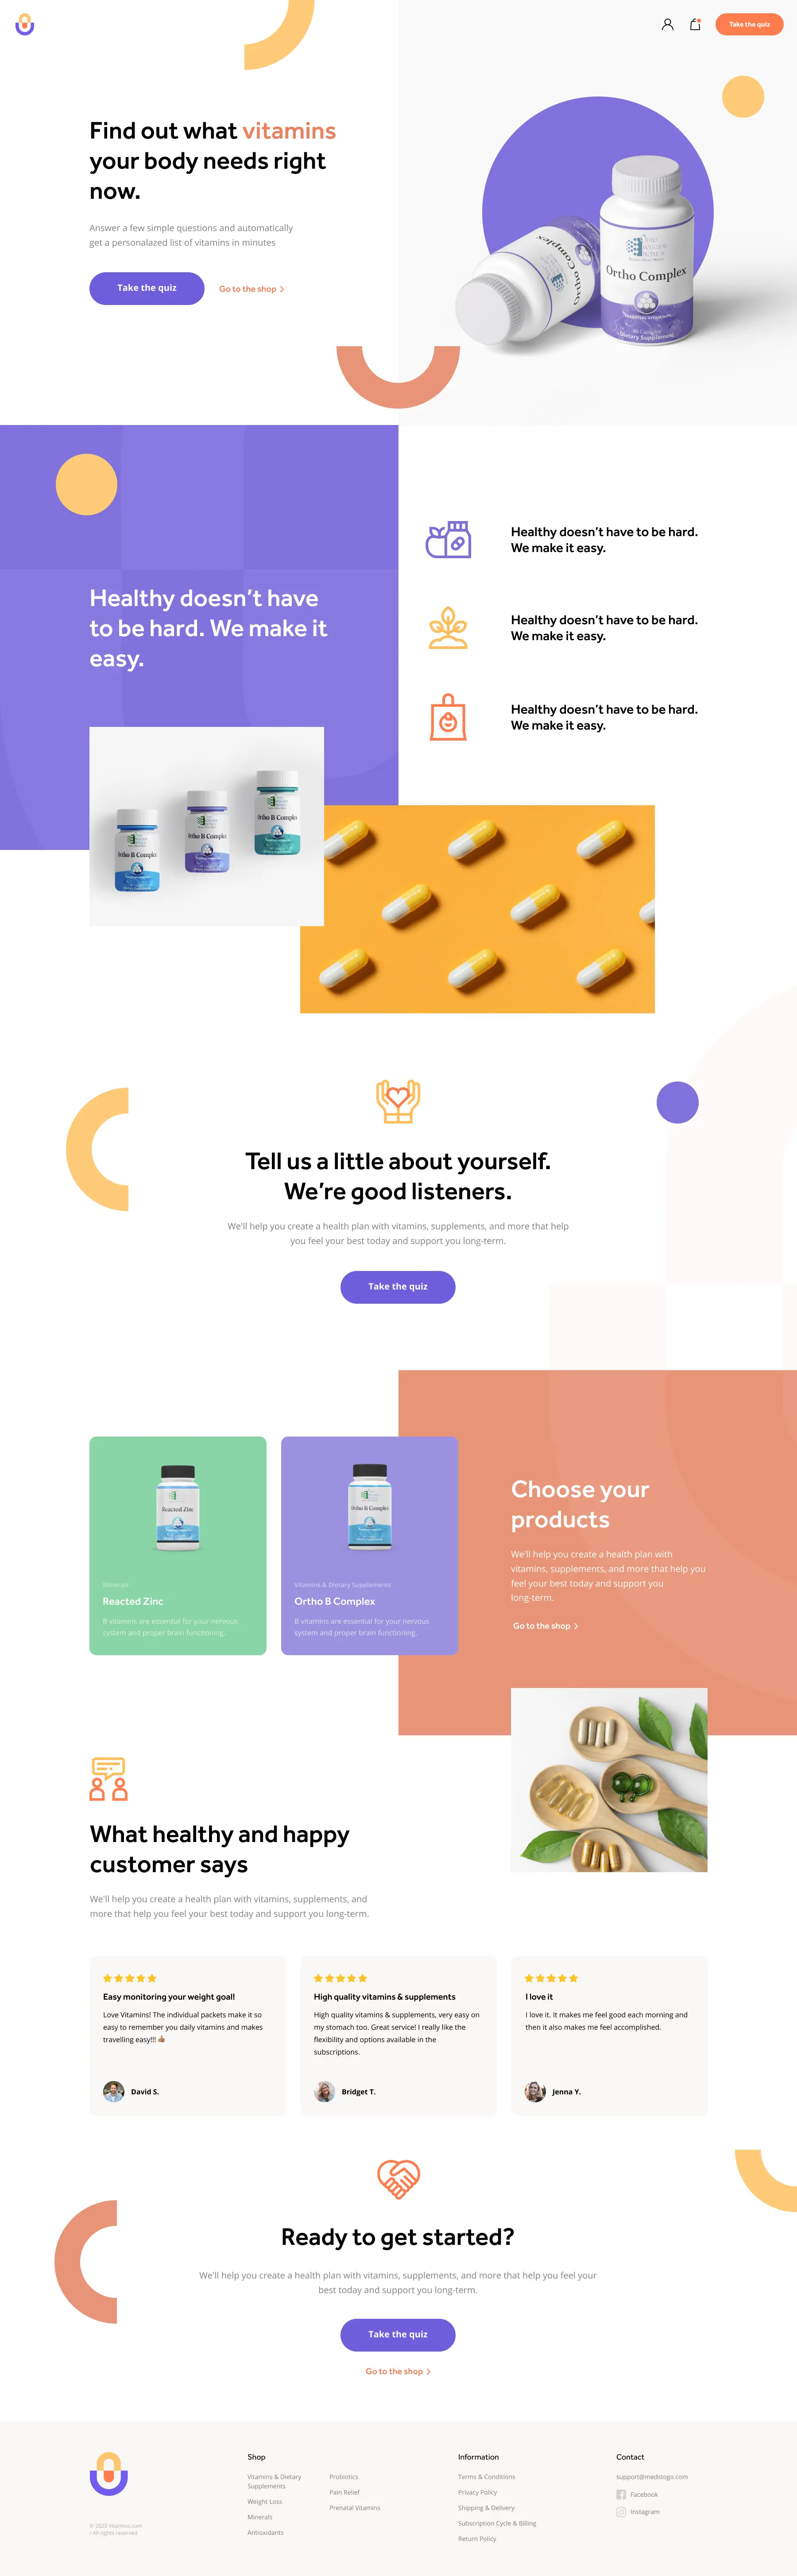 Take the quiz
Find out what vitamins
your body needs right
now.
Answer a few simple questions and automatically
get a personalazed list of vitamins in minutes
Take the quiz
Go to the shop
Ortho Complex
Dietary Supplement
Complex
Healthy doesn't have
to be hard. We make it
easy.
Healthy doesn't have to be hard.
We make it easy.
Healthy doesn't have to be hard.
We make it easy.
Healthy doesn't have to be hard.
We make it easy.
Ortho B Complex
Ortho B Complex
Ortho B Complex
Tell us a little about yourself.
We're good listeners.
We'll help you create a health plan with vitamins, supplements, and more that help
you feel your best today and support you long-term.
Take the quiz
Reacted Zinc
Minerals
Reacted Zinc
B vitamins are essential for your nervous
system and proper brain functioning.
Ortho B Complex
Vitamins & Dietary Supplements
Ortho B Complex
B vitamins are essential for your nervous
system and proper brain functioning.
Choose your
products
We'll help you create a health plan with
vitamins, supplements, and more that help you
feel your best today and support you
long-term.
Go to the shop
What healthy and happy
customer says
We'll help you create a health plan with vitamins, supplements, and
more that help you feel your best today and support you long-term.
Easy monitoring your weight goal!
Love Vitamins! The individual packets make it so
easy to remember you daily vitamins and makes
travelling easy!!! 👍🏽
David S.
High quality vitamins & supplements
High quality vitamins & supplements, very easy on
my stomach too. Great service! I really like the
flexibility and options available in the
subscriptions.
Bridget T.
I love it
I love it. It makes me feel good each morning and
then it also makes me feel accomplished.
Jenna Y.
Ready to get started?
We'll help you create a health plan with vitamins, supplements, and more that help you feel your
best today and support you long-term.
Take the quiz
Go to the shop
© 2020 Vitamins.com
/ All rights reserved
Shop
Vitamins & Dietary
Supplements
Weight Loss
Minerals
Antioxidants
Probiotics
Pain Relief
Prenatal Vitamins
Information
Terms & Conditions
Privacy Policy
Shipping & Delivery
Subscription Cycle & Billing
Return Policy
Contact
support@medstogo.com
Facebook
Instagram